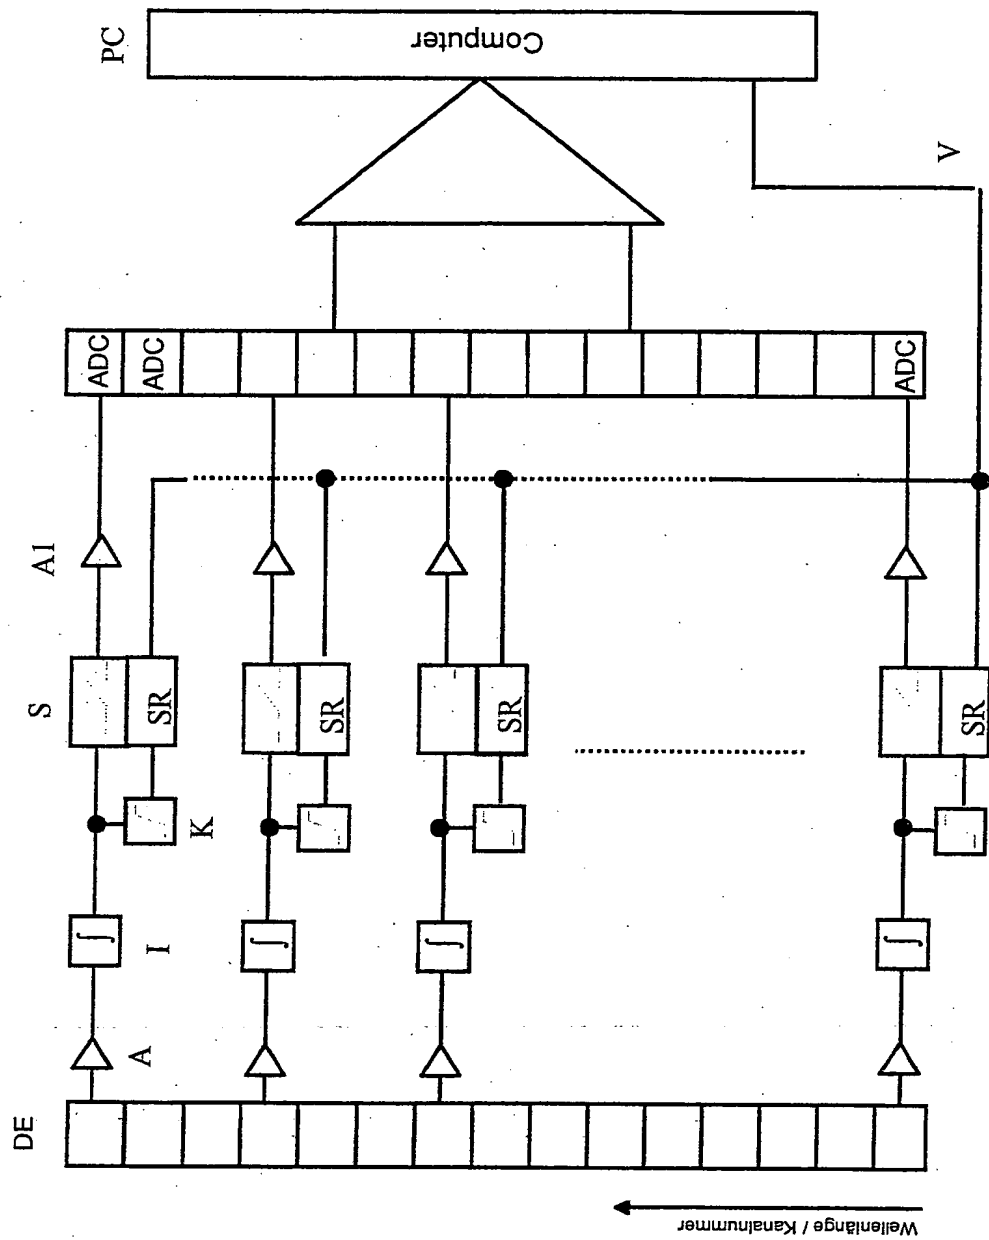 PC
Computer
V
ADC
ADC
ADC
A1
S
SR
SR
SR
SR
K
I
∫
∫
∫
∫
A
DE
Wellenlänge / Kanalnummer